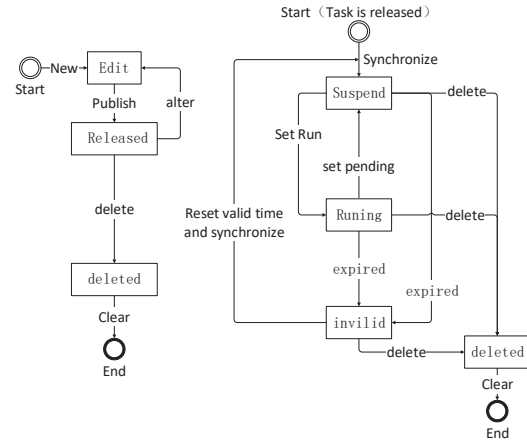 Start
New
Edit
Publish
alter
Released
delete
deleted
Clear
End
Start（Task is released）
Synchronize
Suspend
delete
Set Run
set pending
Reset valid time
and synchronize
Runing
delete
expired
expired
invilid
delete
deleted
Clear
End